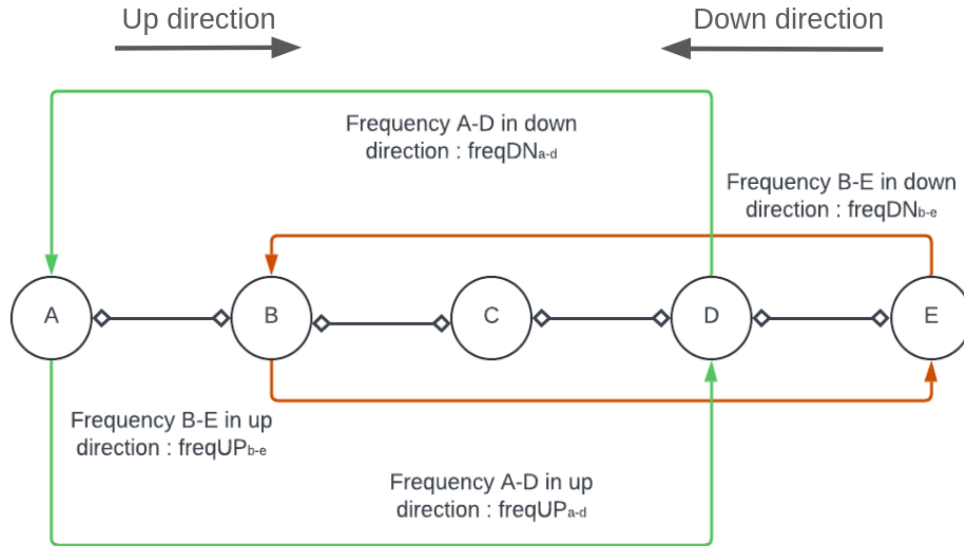 Up direction
Down direction
Frequency A-D in down
direction : freqDNa-d
Frequency B-E in down
direction : freqDNb-e
A
B
C
D
E
Frequency B-E in up
direction : freqUPb-e
Frequency A-D in up
direction : freqUPa-d